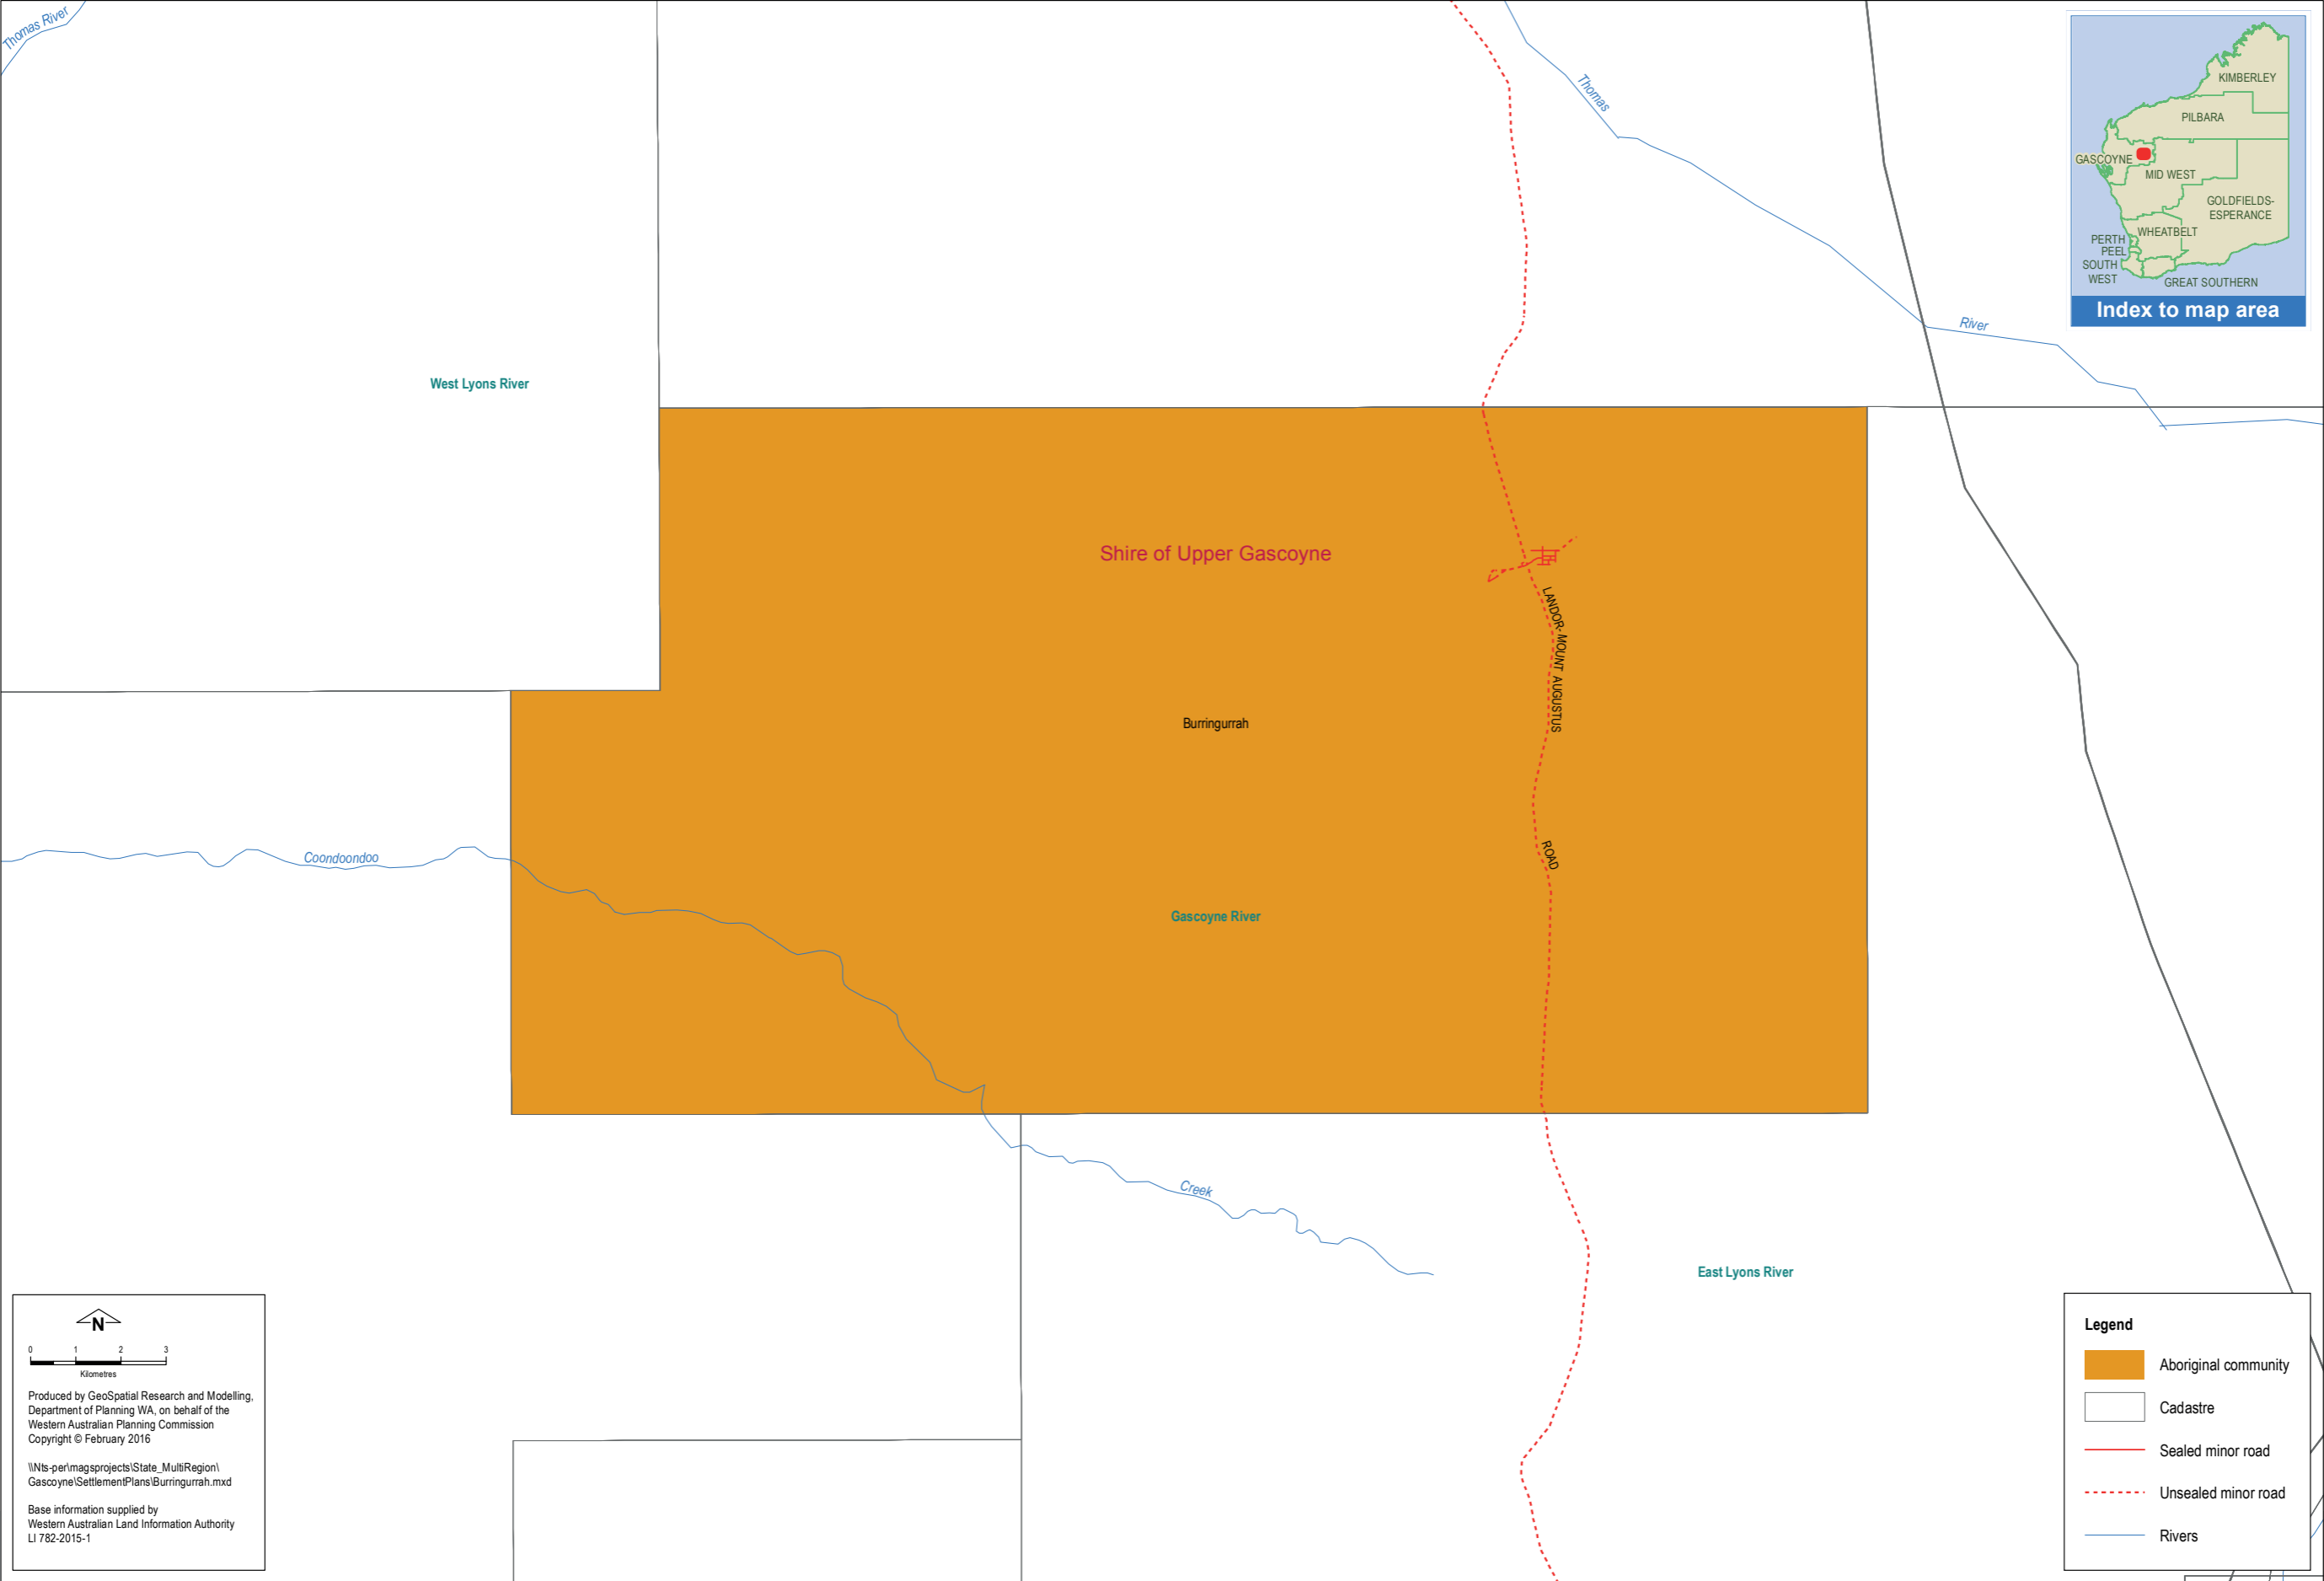 Thomas River
Thomas
River
KIMBERLEY
PILBARA
GASCOYNE
MID WEST
GOLDFIELDS-
ESPERANCE
WHEATBELT
PERTH
PEEL
SOUTH
WEST
GREAT SOUTHERN
Index to map area
West Lyons River
Shire of Upper Gascoyne
LANDOR-MOUNT AUGUSTUS
ROAD
Burringurrah
Coondoondoo
Gascoyne River
Creek
East Lyons River
N
0 1 2 3
Kilometres
Produced by GeoSpatial Research and Modelling,
Department of Planning WA, on behalf of the
Western Australian Planning Commission
Copyright © February 2016
\\Nts-per\magsprojects\State_MultiRegion\
Gascoyne\SettlementPlans\Burringurrah.mxd
Base information supplied by
Western Australian Land Information Authority
LI 782-2015-1
Legend
Aboriginal community
Cadastre
Sealed minor road
Unsealed minor road
Rivers